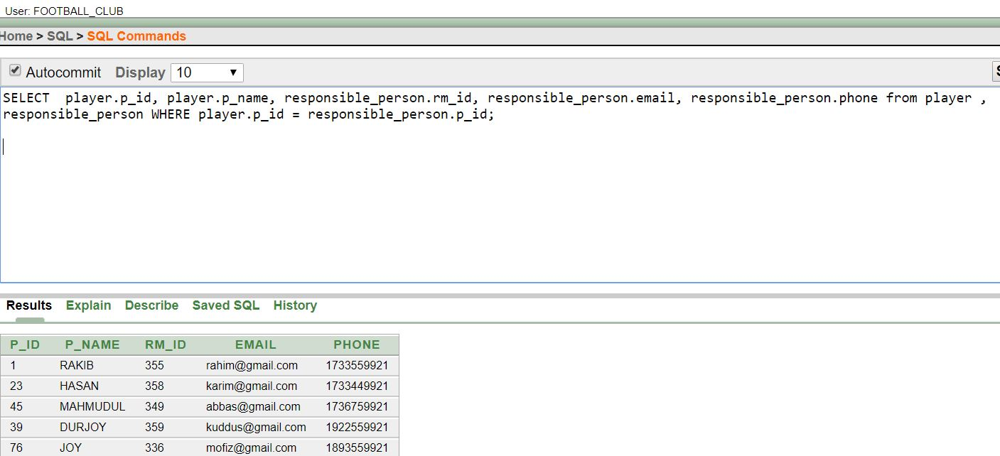 User: FOOTBALL_CLUB
Home > SQL > SQL Commands
Autocommit Display 10
SELECT  player.p_id, player.p_name, responsible_person.rm_id, responsible_person.email, responsible_person.phone from player ,
responsible_person WHERE player.p_id = responsible_person.p_id;
Results Explain Describe Saved SQL History
P_ID P_NAME RM_ID EMAIL PHONE
1 RAKIB 355 rahim@gmail.com 1733559921
23 HASAN 358 karim@gmail.com 1733449921
45 MAHMUDUL 349 abbas@gmail.com 1736759921
39 DURJOY 359 kuddus@gmail.com 1922559921
76 JOY 336 mofiz@gmail.com 1893559921